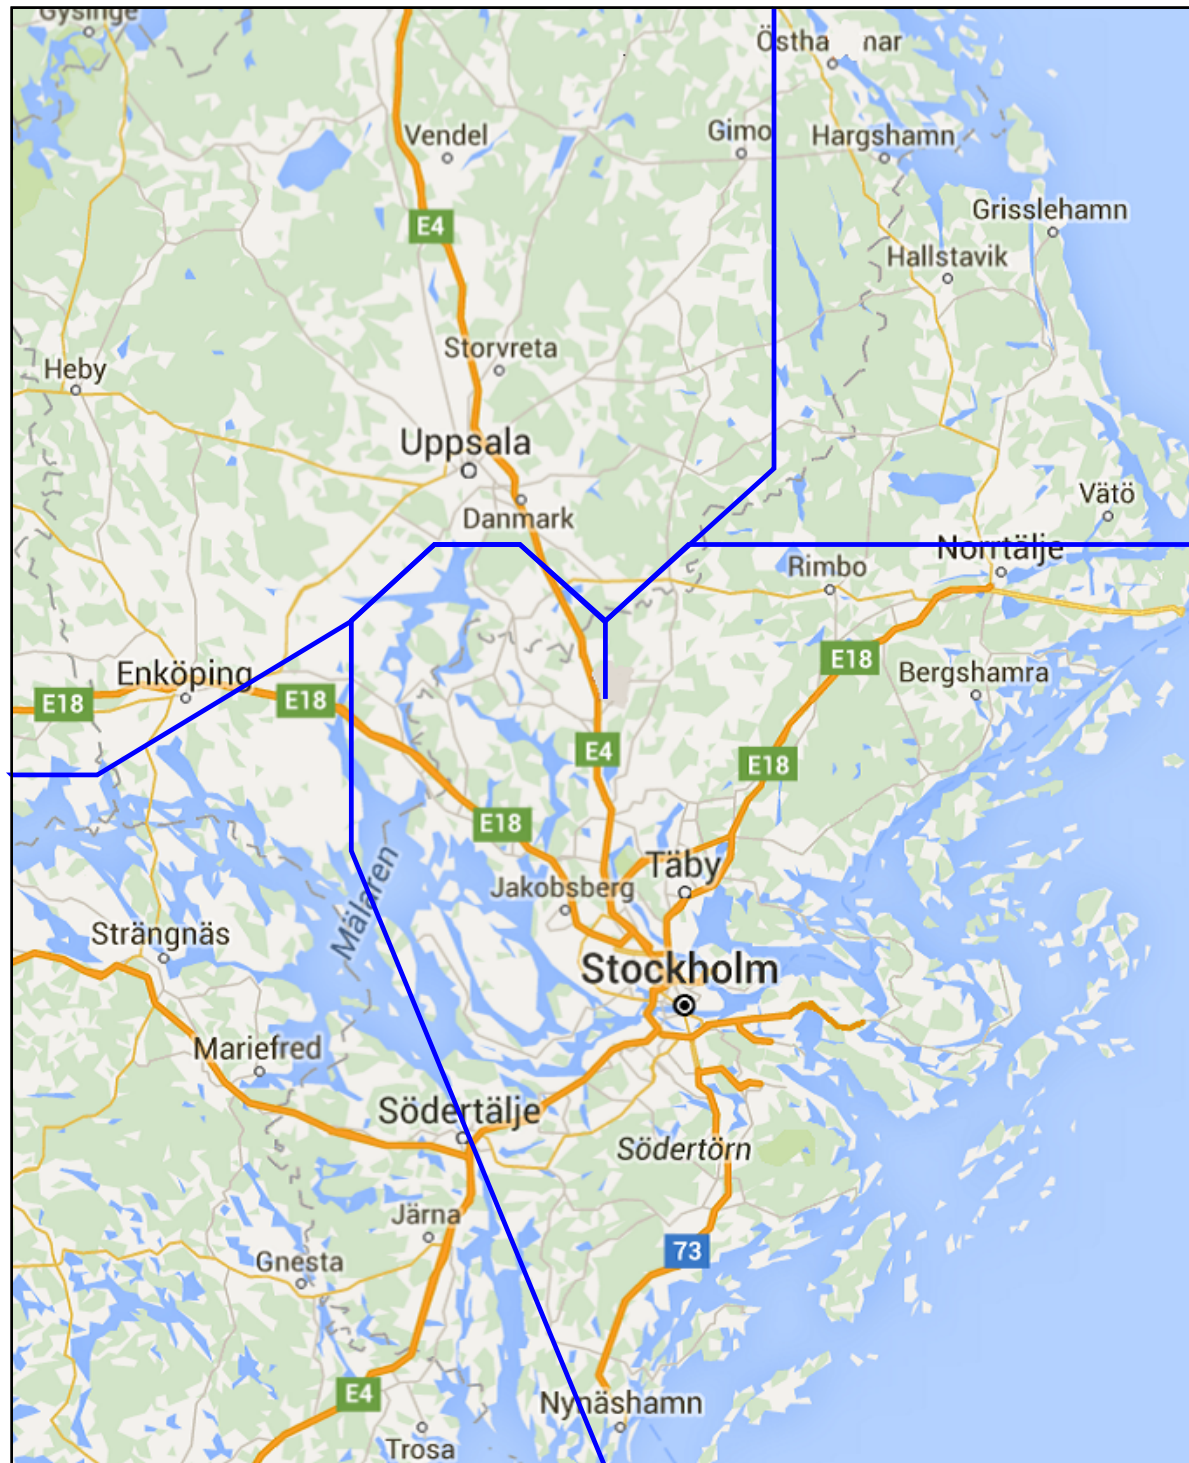 Gysinge
Östha nar
Vendel
Gimo
Hargshamn
E4
Grisslehamn
Hallstavik
Storvreta
Heby
Uppsala
Vätö
Danmark
Norrtälje
Rimbo
E18
Enköping
Bergshamra
E18
E18
E4
E18
E18
Täby
Jakobsberg
Mälaren
Strängnäs
Stockholm
Mariefred
Södertälje
Södertörn
Järna
73
Gnesta
E4
Nynäshamn
Trosa